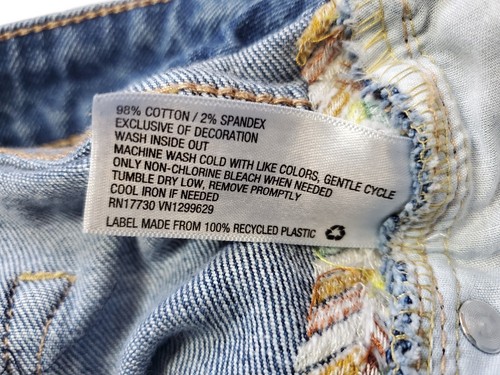 98% COTTON / 2% SPANDEX
EXCLUSIVE OF DECORATION
WASH INSIDE OUT
MACHINE WASH COLD WITH LIKE COLORS, GENTLE CYCLE
ONLY NON-CHLORINE BLEACH WHEN NEEDED
TUMBLE DRY LOW, REMOVE PROMPTLY
COOL IRON IF NEEDED
RN17730 VN1299629
LABEL MADE FROM 100% RECYCLED PLASTIC